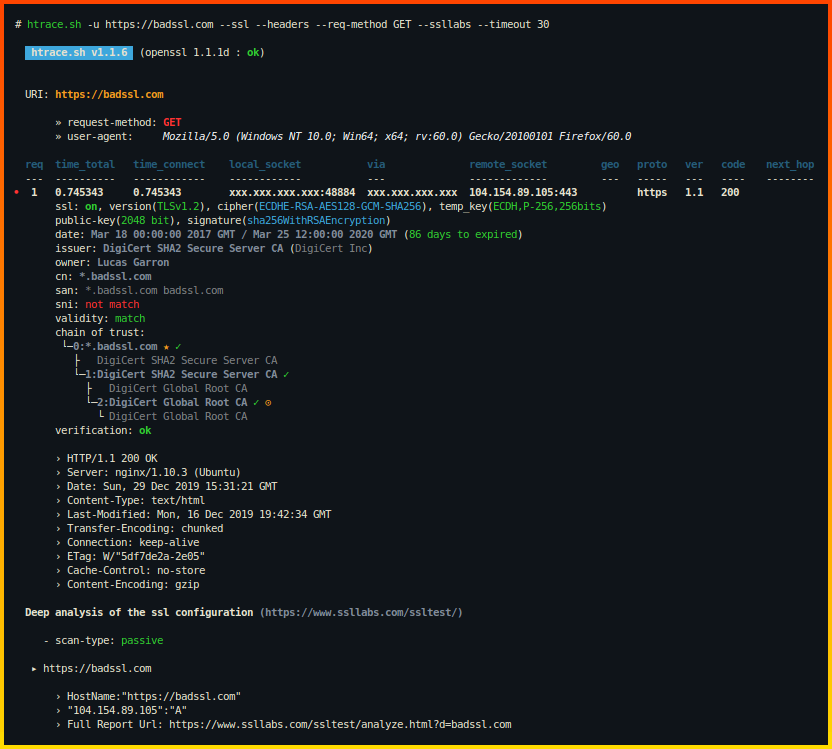 # htrace.sh -u https://badssl.com --ssl --headers --req-method GET --ssllabs --timeout 30
htrace.sh v1.1.6 (openssl 1.1.1d : ok)
URI: https://badssl.com
» request-method: GET
» user-agent: Mozilla/5.0 (Windows NT 10.0; Win64; x64; rv:60.0) Gecko/20100101 Firefox/60.0
req time_total time_connect local_socket via remote_socket geo proto ver code next_hop
--- ---------- ------------ ------------ --- ------------- --- ----- --- ---- --------
• 1 0.745343 0.745343 xxx.xxx.xxx.xxx:48884 xxx.xxx.xxx.xxx 104.154.89.105:443 https 1.1 200
ssl: on, version(TLSv1.2), cipher(ECDHE-RSA-AES128-GCM-SHA256), temp_key(ECDH,P-256,256bits)
public-key(2048 bit), signature(sha256WithRSAEncryption)
date: Mar 18 00:00:00 2017 GMT / Mar 25 12:00:00 2020 GMT (86 days to expired)
issuer: DigiCert SHA2 Secure Server CA (DigiCert Inc)
owner: Lucas Garron
cn: *.badssl.com
san: *.badssl.com badssl.com
sni: not match
validity: match
chain of trust:
└─0:*.badssl.com ★ ✓
├ DigiCert SHA2 Secure Server CA
└─1:DigiCert SHA2 Secure Server CA ✓
├ DigiCert Global Root CA
└─2:DigiCert Global Root CA ✓ ⊙
└ DigiCert Global Root CA
verification: ok
› HTTP/1.1 200 OK
› Server: nginx/1.10.3 (Ubuntu)
› Date: Sun, 29 Dec 2019 15:31:21 GMT
› Content-Type: text/html
› Last-Modified: Mon, 16 Dec 2019 19:42:34 GMT
› Transfer-Encoding: chunked
› Connection: keep-alive
› ETag: W/"5df7de2a-2e05"
› Cache-Control: no-store
› Content-Encoding: gzip
Deep analysis of the ssl configuration (https://www.ssllabs.com/ssltest/)
- scan-type: passive
▸ https://badssl.com
› HostName:"https://badssl.com"
› "104.154.89.105":"A"
› Full Report Url: https://www.ssllabs.com/ssltest/analyze.html?d=badssl.com